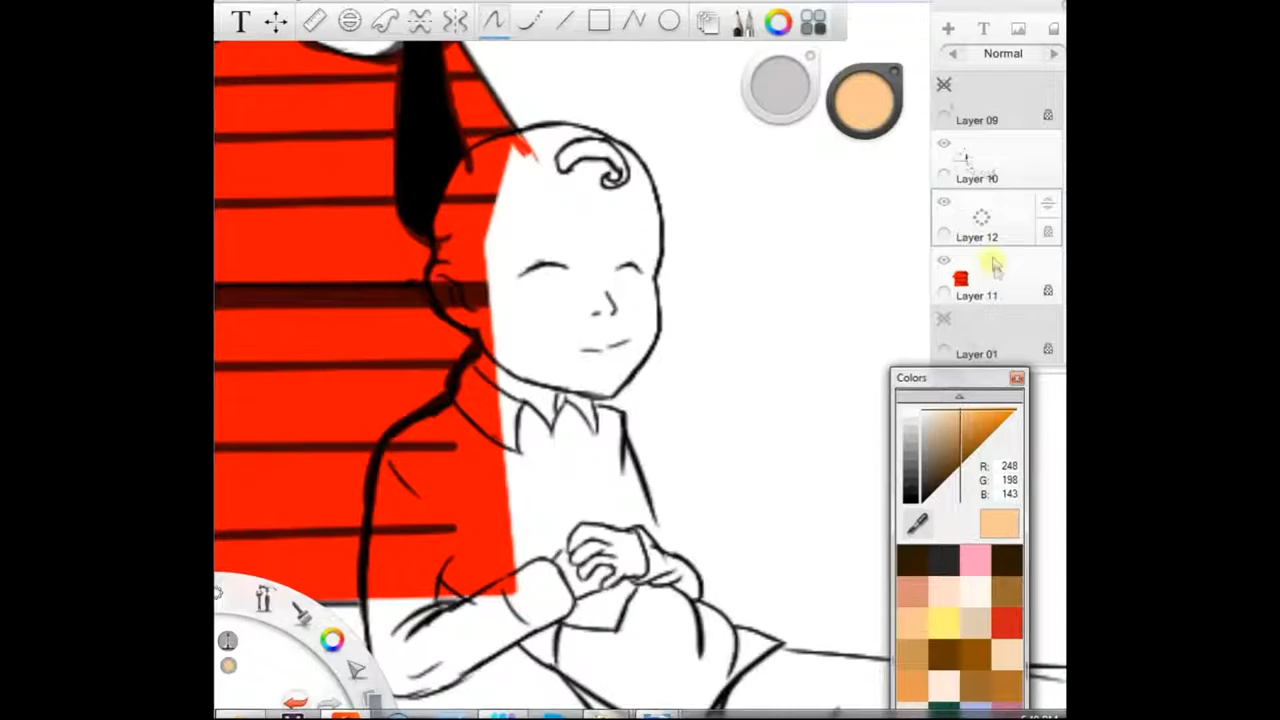 T
T
Normal
Layer 09
Layer 10
Layer 12
Layer 11
Layer 01
Colors
R: 248
G: 198
B: 143